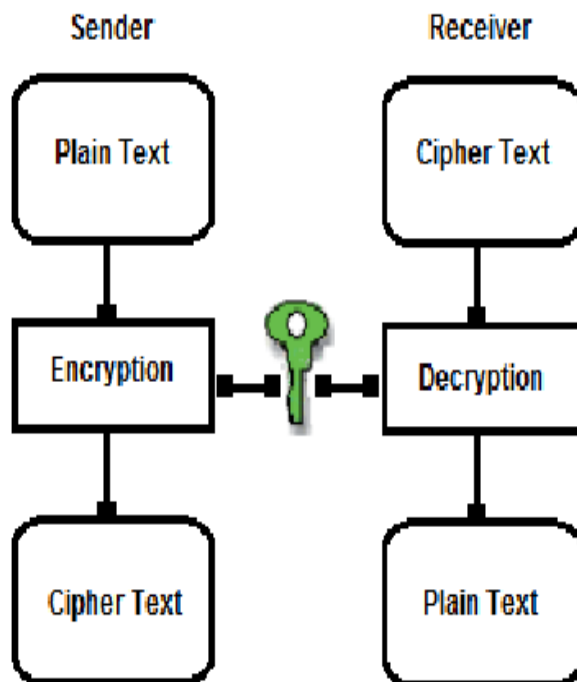 Sender
Receiver
Plain Text
Cipher Text
Encryption
Decryption
Cipher Text
Plain Text